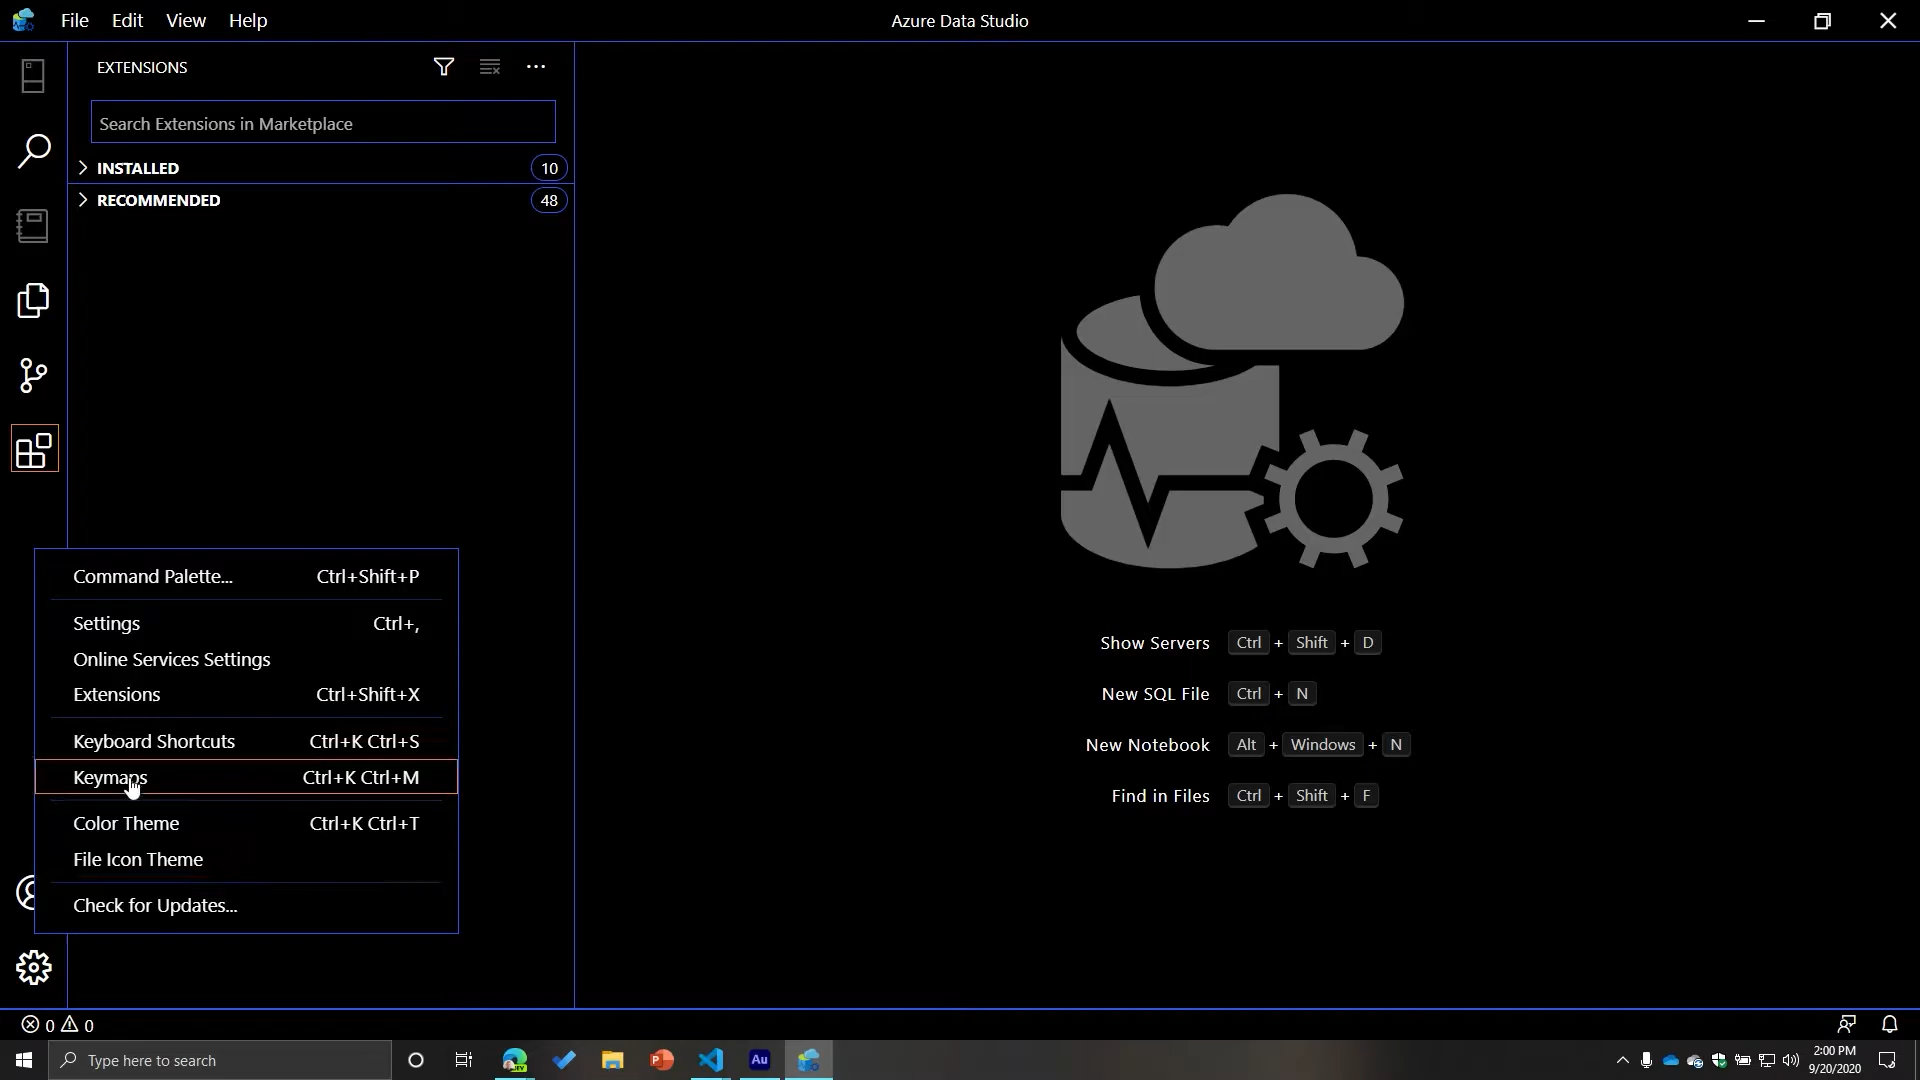 File Edit View Help Azure Data Studio
EXTENSIONS
Search Extensions in Marketplace
INSTALLED 10
RECOMMENDED 48
Command Palette... Ctrl+Shift+P
Settings Ctrl+,
Online Services Settings
Extensions Ctrl+Shift+X
Keyboard Shortcuts Ctrl+K Ctrl+S
Keymaps Ctrl+K Ctrl+M
Color Theme Ctrl+K Ctrl+T
File Icon Theme
Check for Updates...
Show Servers Ctrl + Shift + D
New SQL File Ctrl + N
New Notebook Alt + Windows + N
Find in Files Ctrl + Shift + F
0 0
Type here to search
Au
2:00 PM
9/20/2020